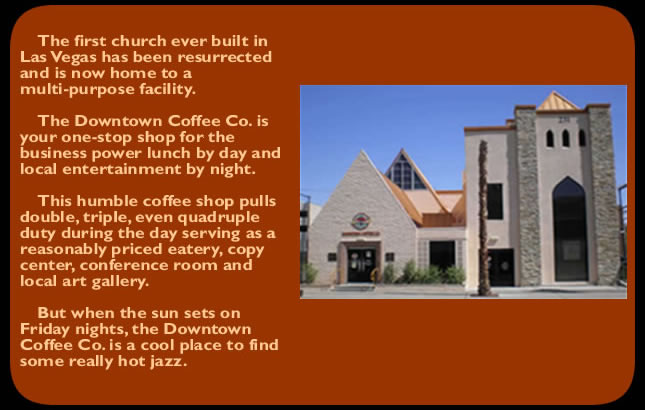 The first church ever built in
Las Vegas has been resurrected
and is now home to a
multi-purpose facility.
The Downtown Coffee Co. is
your one-stop shop for the
business power lunch by day and
local entertainment by night.
This humble coffee shop pulls
double, triple, even quadruple
duty during the day serving as a
reasonably priced eatery, copy
center, conference room and
local art gallery.
But when the sun sets on
Friday nights, the Downtown
Coffee Co. is a cool place to find
some really hot jazz.